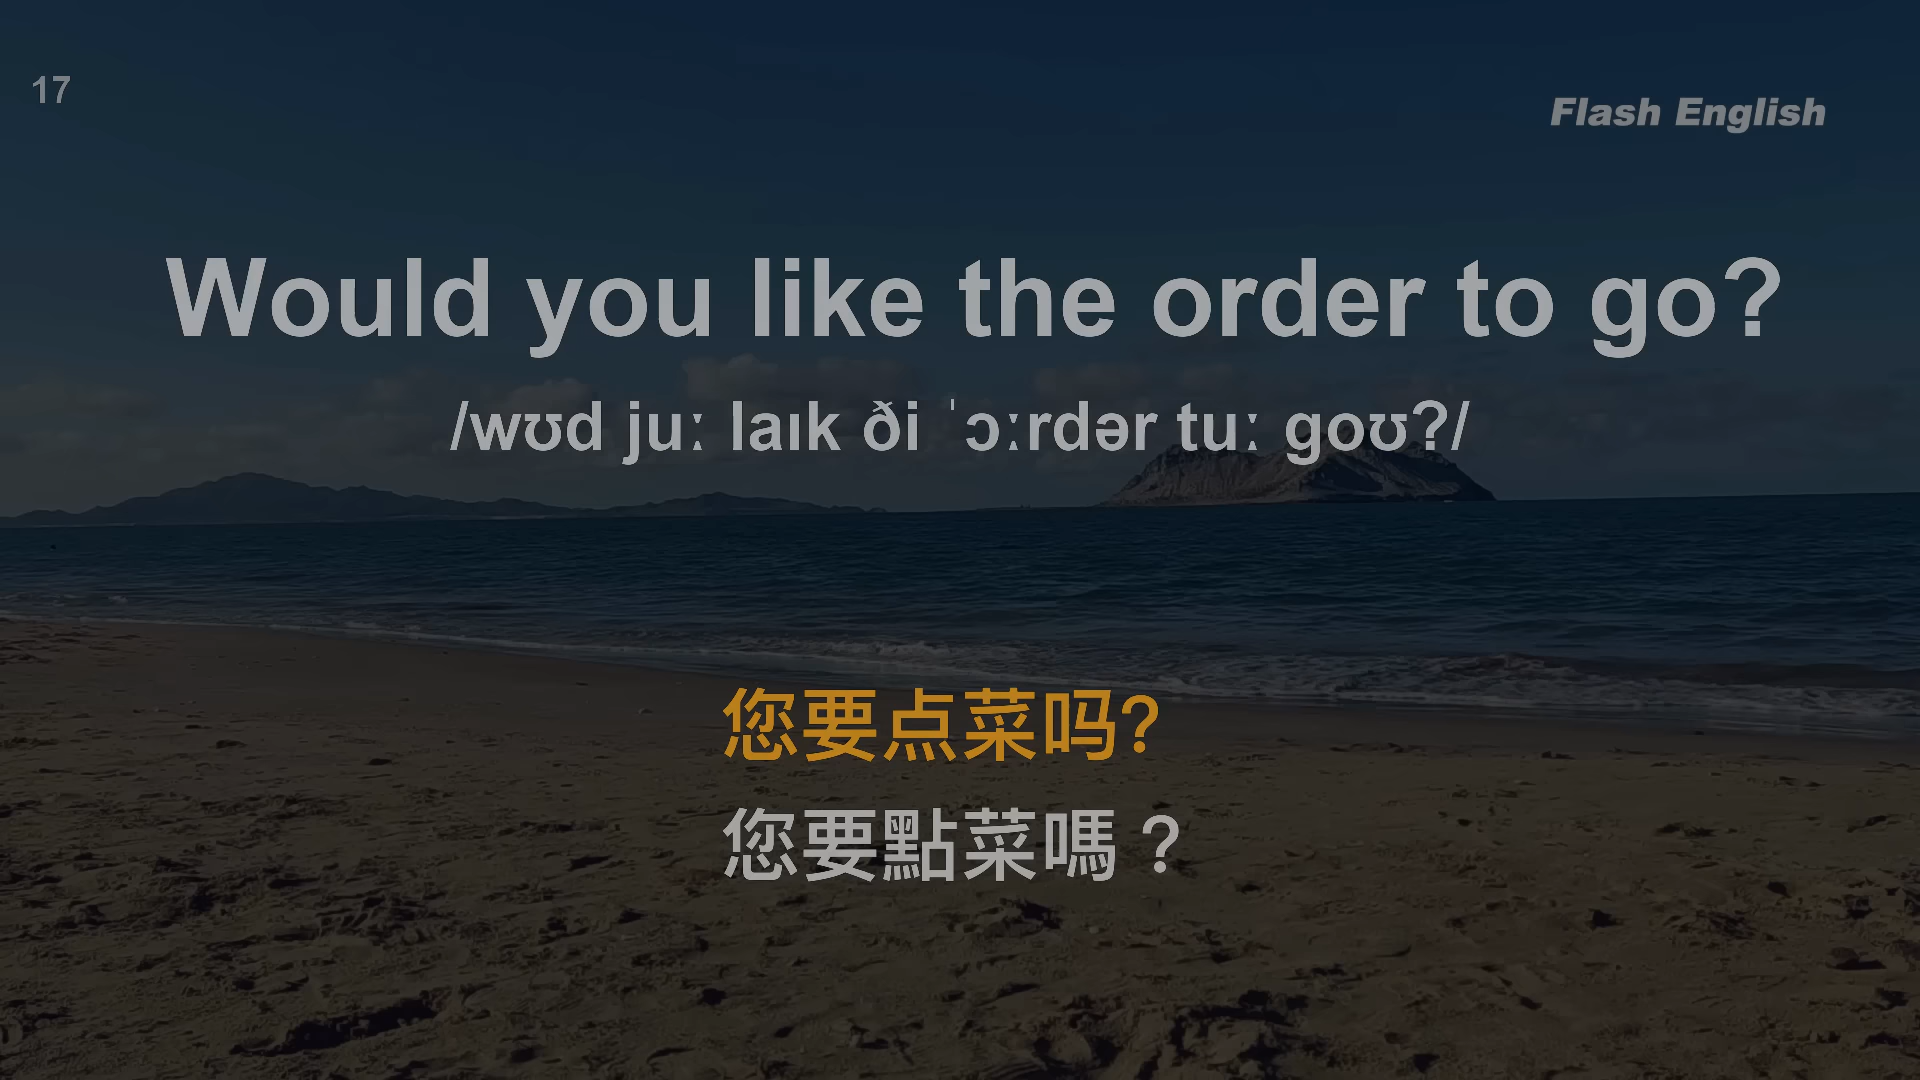 17
Flash English
Would you like the order to go?
/wʊd juː laɪk ði ˈɔːrdər tuː goʊ?/
您要点菜吗?
您要點菜嗎？